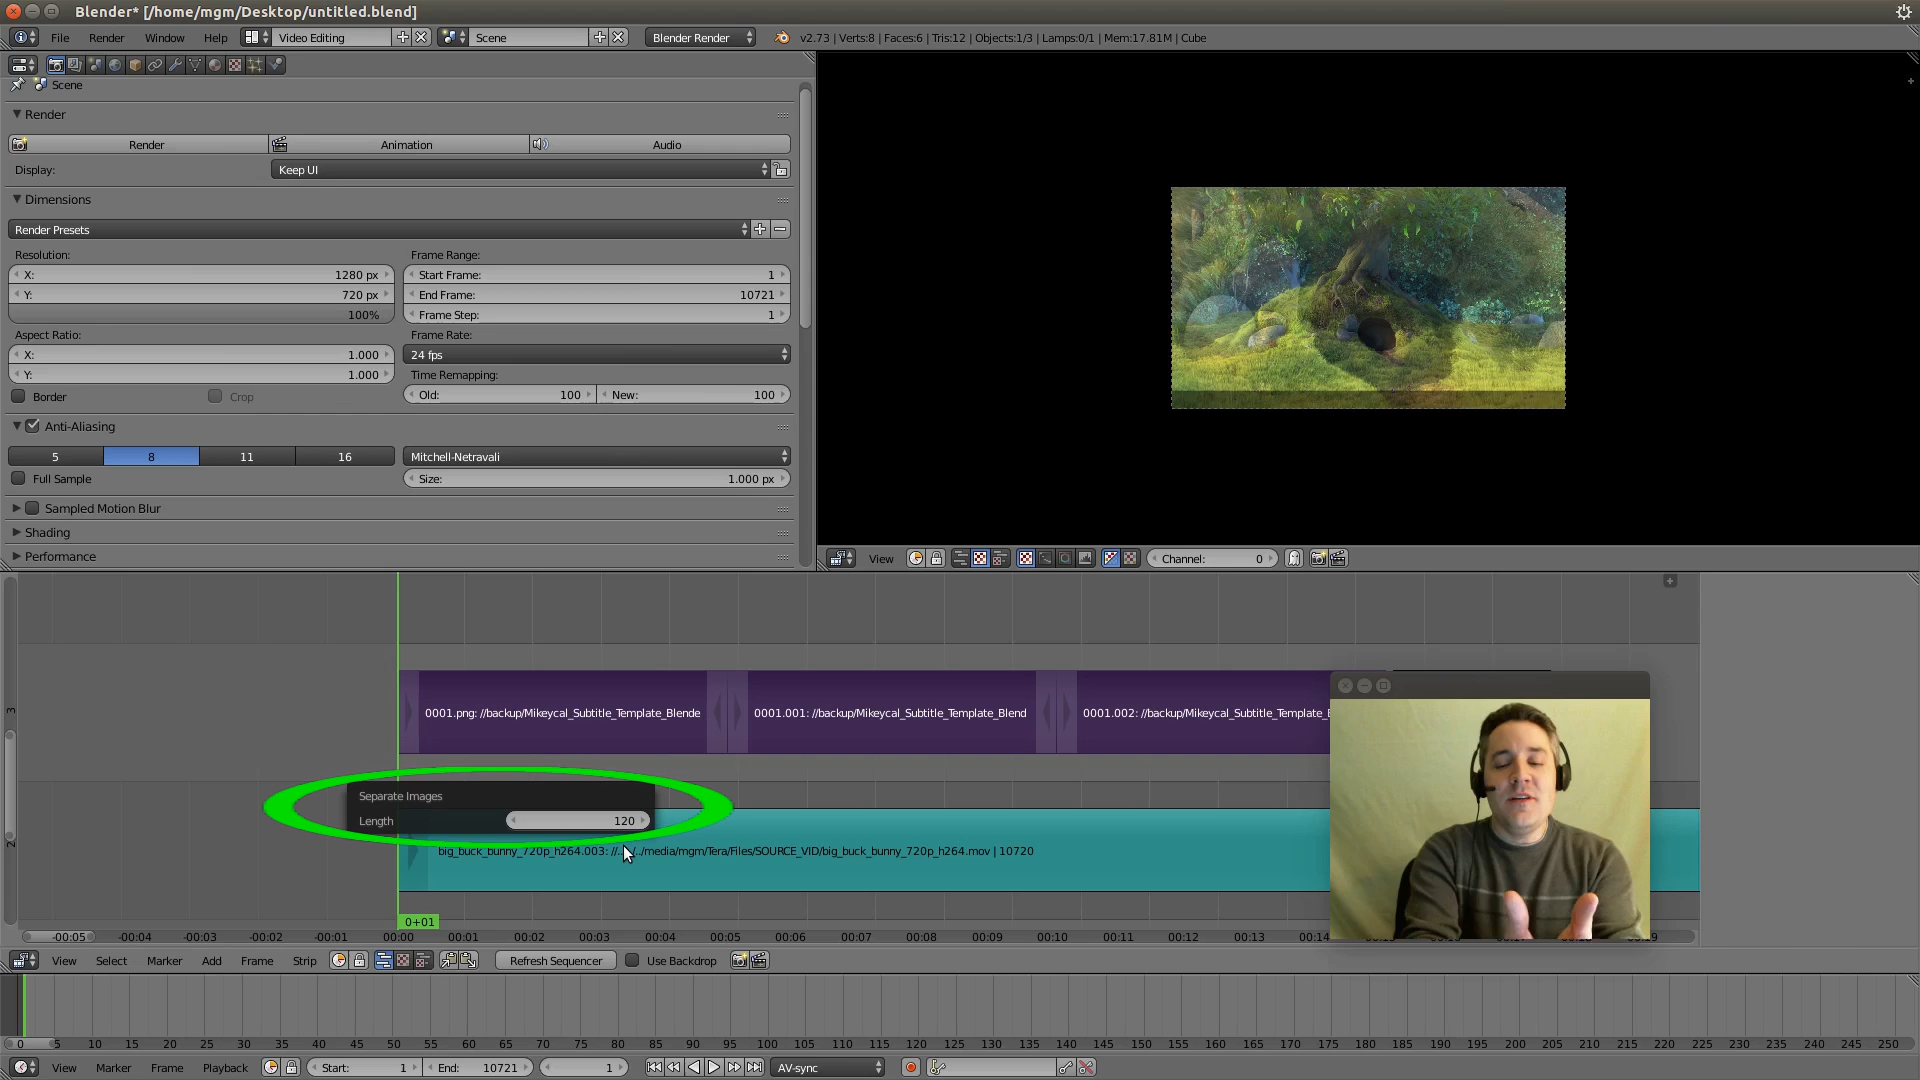 Blender* [/home/mgm/Desktop/untitled.blend]
File Render Window Help Video Editing Scene Blender Render v2.73 | Verts:8 | Faces:6 | Tris:12 | Objects:1/3 | Lamps:0/1 | Mem:17.81M | Cube
Scene
Render
Render Animation Audio
Display: Keep UI
Dimensions
Render Presets
Resolution: Frame Range:
X: 1280 px Start Frame: 1
Y: 720 px End Frame: 10721
100% Frame Step: 1
Aspect Ratio: Frame Rate:
X: 1.000 24 fps
Y: 1.000 Time Remapping:
Border Crop Old: 100 New: 100
Anti-Aliasing
5 8 11 16 Mitchell-Netravali
Full Sample Size: 1.000 px
Sampled Motion Blur
Shading
Performance
View Channel: 0
3
0001.png: //backup/Mikeycal_Subtitle_Template_Blende 0001.001: //backup/Mikeycal_Subtitle_Template_Blend 0001.002: //backup/Mikeycal_Subtitle_Template_B
Separate Images
Length 120
2
big_buck_bunny_720p_h264.003: //../../media/mgm/Tera/Files/SOURCE_VID/big_buck_bunny_720p_h264.mov | 10720
0+01
-00:05 -00:04 -00:03 -00:02 -00:01 00:00 00:01 00:02 00:03 00:04 00:05 00:06 00:07 00:08 00:09 00:10 00:11 00:12 00:13 00:14
View Select Marker Add Frame Strip Refresh Sequencer Use Backdrop
0 5 10 15 20 25 30 35 40 45 50 55 60 65 70 75 80 85 90 95 100 105 110 115 120 125 130 135 140 145 150 155 160 165 170 175 180 185 190 195 200 205 210 215 220 225 230 235 240 245 250
View Marker Frame Playback Start: 1 End: 10721 1 AV-sync